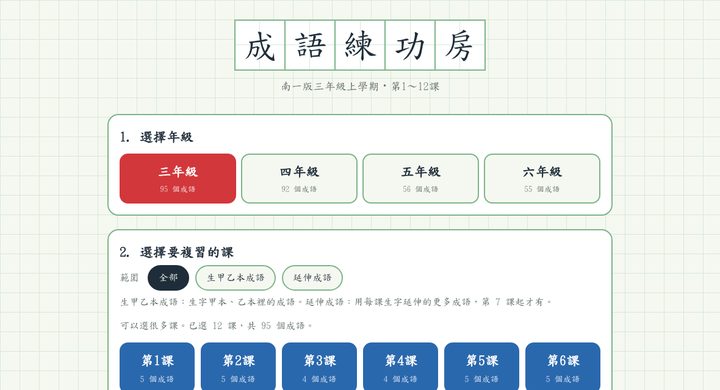 成語練功房
南一版三年級上學期・第1～12課
1. 選擇年級
三年級 四年級 五年級 六年級
95 個成語 92 個成語 56 個成語 55 個成語
2. 選擇要複習的課
範圍 全部 生甲乙本成語 延伸成語
生甲乙本成語：生字甲本、乙本裡的成語。延伸成語：用每課生字延伸的更多成語，第 7 課起才有。
可以選很多課。已選 12 課，共 95 個成語。
第1課 第2課 第3課 第4課 第5課 第6課
5 個成語 5 個成語 4 個成語 4 個成語 5 個成語 5 個成語